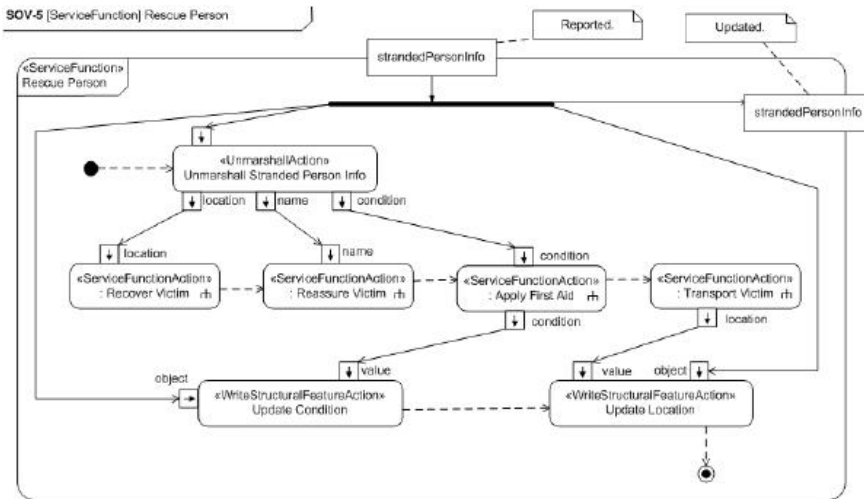 SOV-5 [ServiceFunction] Rescue Person
Reported.
Updated.
strandedPersonInfo
«ServiceFunction»
Rescue Person
strandedPersonInfo
«UnmarshallAction»
Unmarshall Stranded Person Info
location
name
condition
location
name
condition
«ServiceFunctionAction»
: Recover Victim
«ServiceFunctionAction»
: Reassure Victim
«ServiceFunctionAction»
: Apply First Aid
«ServiceFunctionAction»
: Transport Victim
condition
location
object
value
value
object
«WriteStructuralFeatureAction»
Update Condition
«WriteStructuralFeatureAction»
Update Location